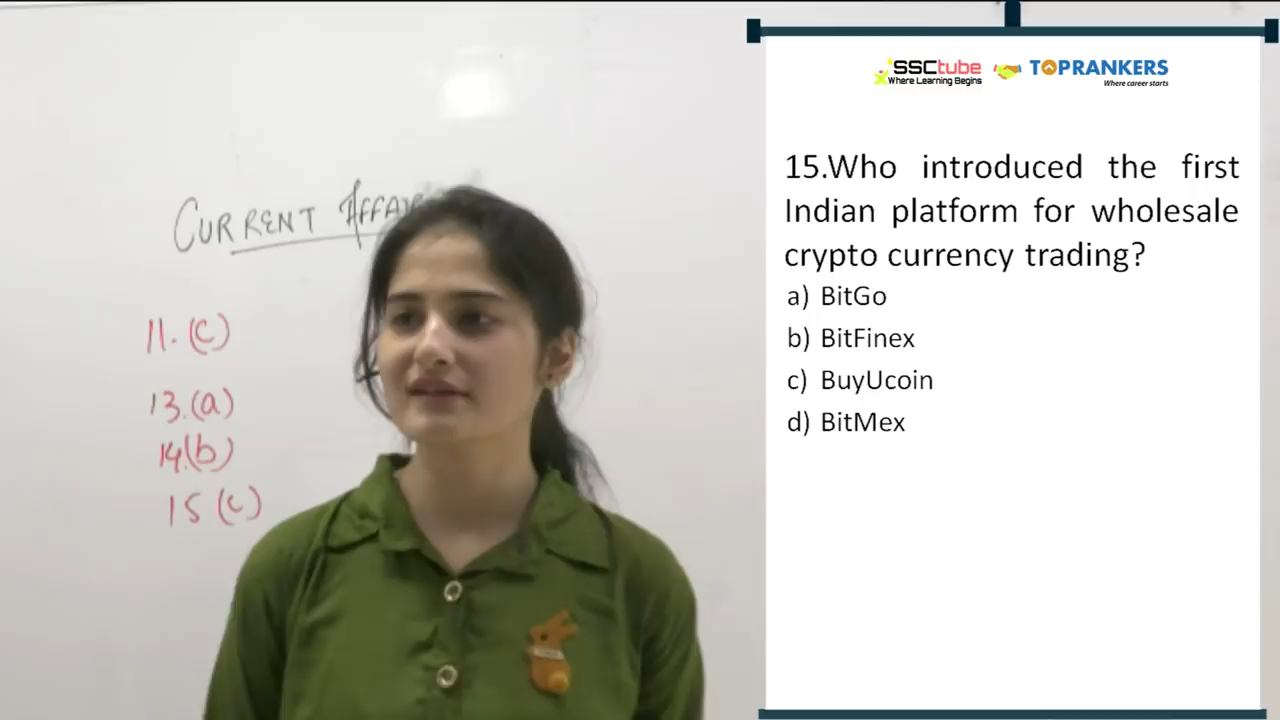 CURRENT AFFAIR
11. (c)
13. (a)
14. (b)
15 (c)
SSCtube
Where Learning Begins
TOPRANKERS
Where career starts
15.Who introduced the first
Indian platform for wholesale
crypto currency trading?
a) BitGo
b) BitFinex
c) BuyUcoin
d) BitMex